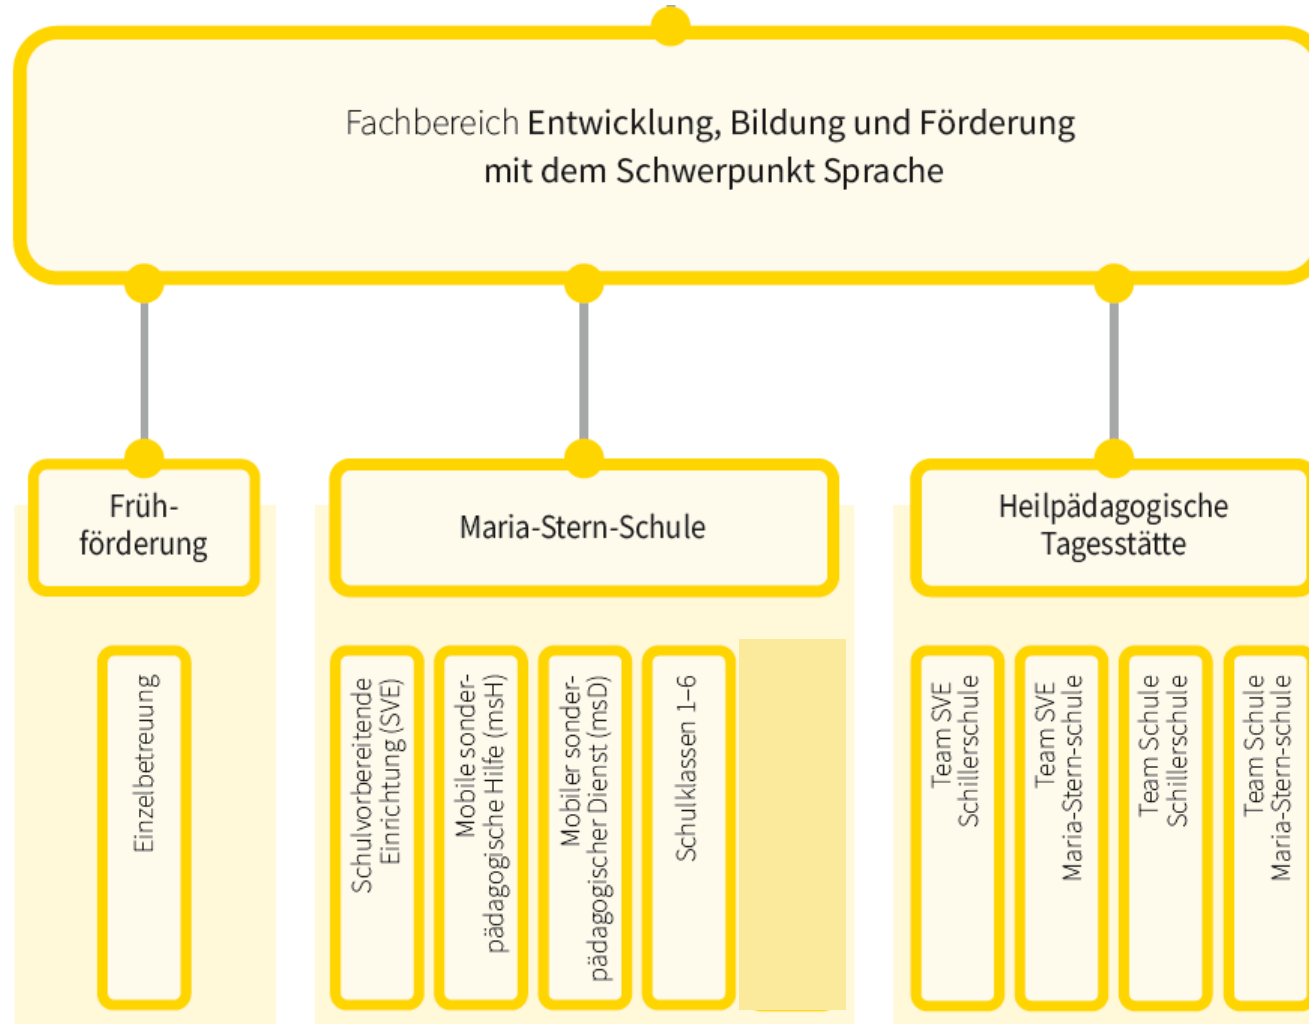 Fachbereich Entwicklung, Bildung und Förderung
mit dem Schwerpunkt Sprache
Früh-
förderung
Einzelbetreuung
Maria-Stern-Schule
Schulvorbereitende
Einrichtung (SVE)
Mobile sonder-
pädagogische Hilfe (msH)
Mobiler sonder-
pädagogischer Dienst (msD)
Schulklassen 1–6
Heilpädagogische
Tagesstätte
Team SVE
Schillerschule
Team SVE
Maria-Stern-schule
Team Schule
Schillerschule
Team Schule
Maria-Stern-schule